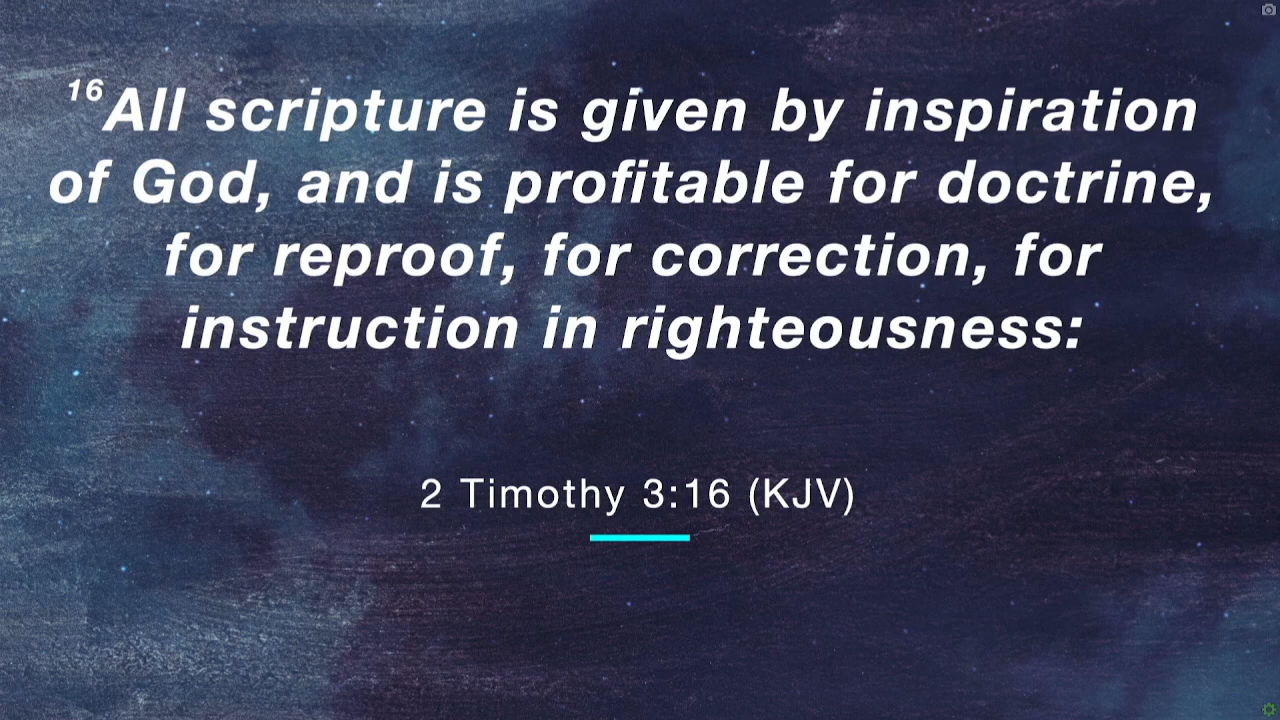 16All scripture is given by inspiration
of God, and is profitable for doctrine,
for reproof, for correction, for
instruction in righteousness:
2 Timothy 3:16 (KJV)